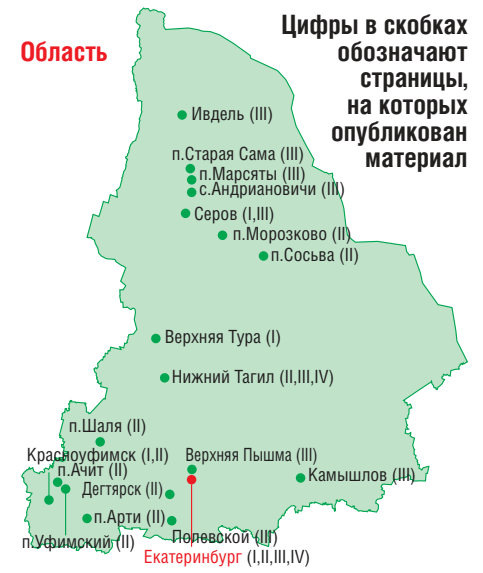 Область
Цифры в скобках
обозначают
страницы,
на которых
опубликован
материал
Ивдель (III)
п.Старая Сама (III)
п.Марсяты (III)
с.Андриановичи (III)
Серов (I,III)
п.Морозково (II)
п.Сосьва (II)
Верхняя Тура (I)
Нижний Тагил (II,III,IV)
п.Шаля (II)
Красноуфимск (I,II)
Верхняя Пышма (III)
п.Ачит (II)
Камышлов (III)
Дегтярск (II)
п.Арти (II)
Полевской (III)
п.Уфимский (II)
Екатеринбург (I,II,III,IV)